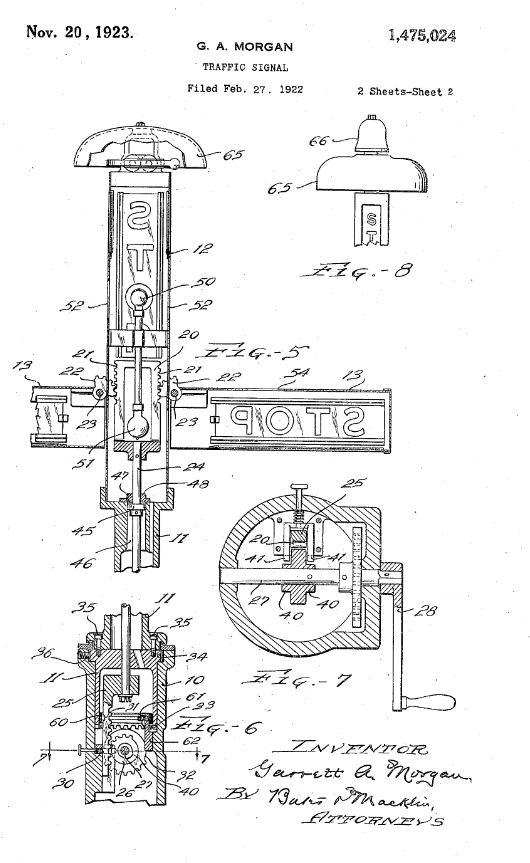 Nov. 20, 1923.
1,475,024
G. A. MORGAN
TRAFFIC SIGNAL
Filed Feb. 27. 1922
2 Sheets-Sheet 2
65
66
65
S
T
FIG.-8
S
T
12
50
52
52
20
21
21
FIG.-5
22
22
13
54
13
23
23
STOP
51
24
47
48
45
11
46
25
20
41
41
27
40
40
28
FIG.-7
35
11
35
36
34
11
10
25
31
61
60
33
FIG.-6
62
7
7
30
26
27
32
40
INVENTOR
Garrett A. Morgan,
By Bates & Macklin,
ATTORNEYS